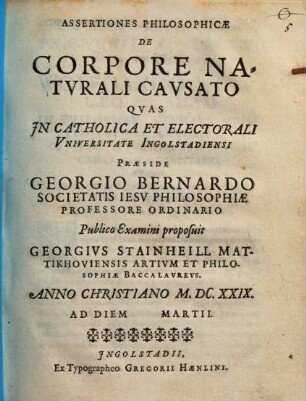 ASSERTIONES PHILOSOPHICÆ
DE
CORPORE NA-
TVRALI CAVSATO
QVAS
JN CATHOLICA ET ELECTORALI
VNIVERSITATE INGOLSTADIENSI
PRÆSIDE
GEORGIO BERNARDO
SOCIETATIS IESV PHILOSOPHIÆ
PROFESSORE ORDINARIO
Publico Examini proposuit
GEORGIVS STAINHEILL MAT-
TIKHOVIENSIS ARTIVM ET PHILO-
SOPHIÆ BACCALAVREVS.
ANNO CHRISTIANO M. DC. XXIX.
AD DIEM MARTII.
JNGOLSTADII,
Ex Typographeo GREGORII HÆNLINI.